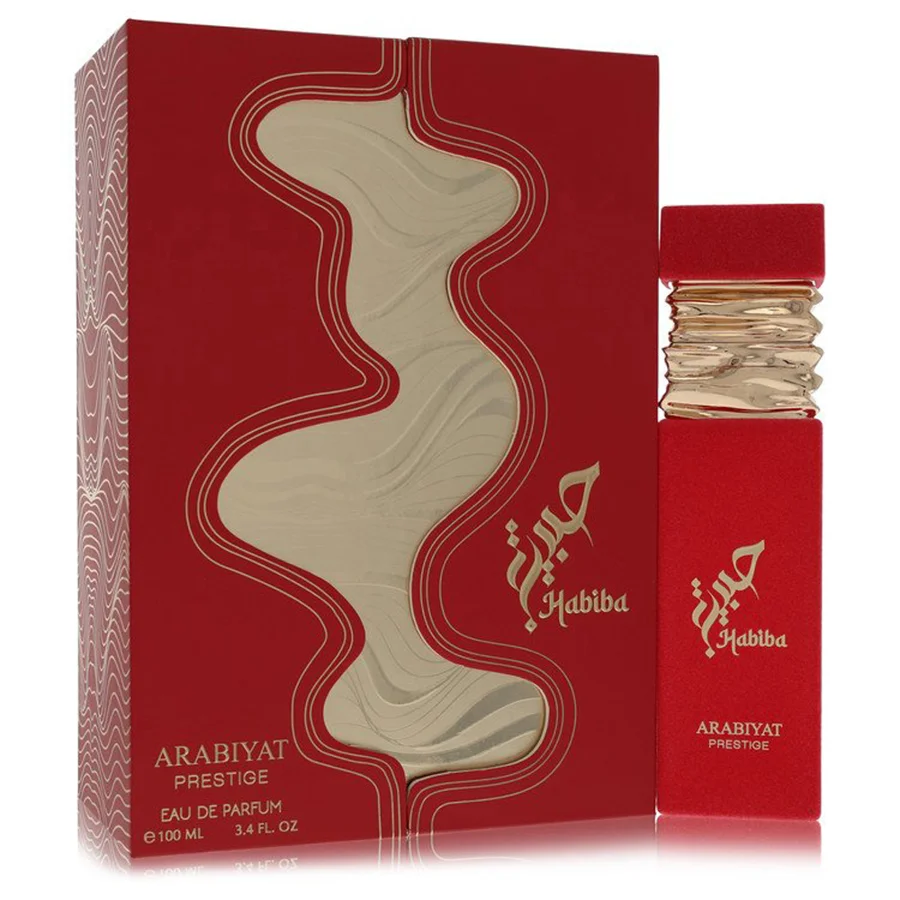 حبيبة
Habiba
ARABIYAT
PRESTIGE
EAU DE PARFUM
e 100 ML 3.4 FL. OZ
حبيبة
Habiba
ARABIYAT
PRESTIGE